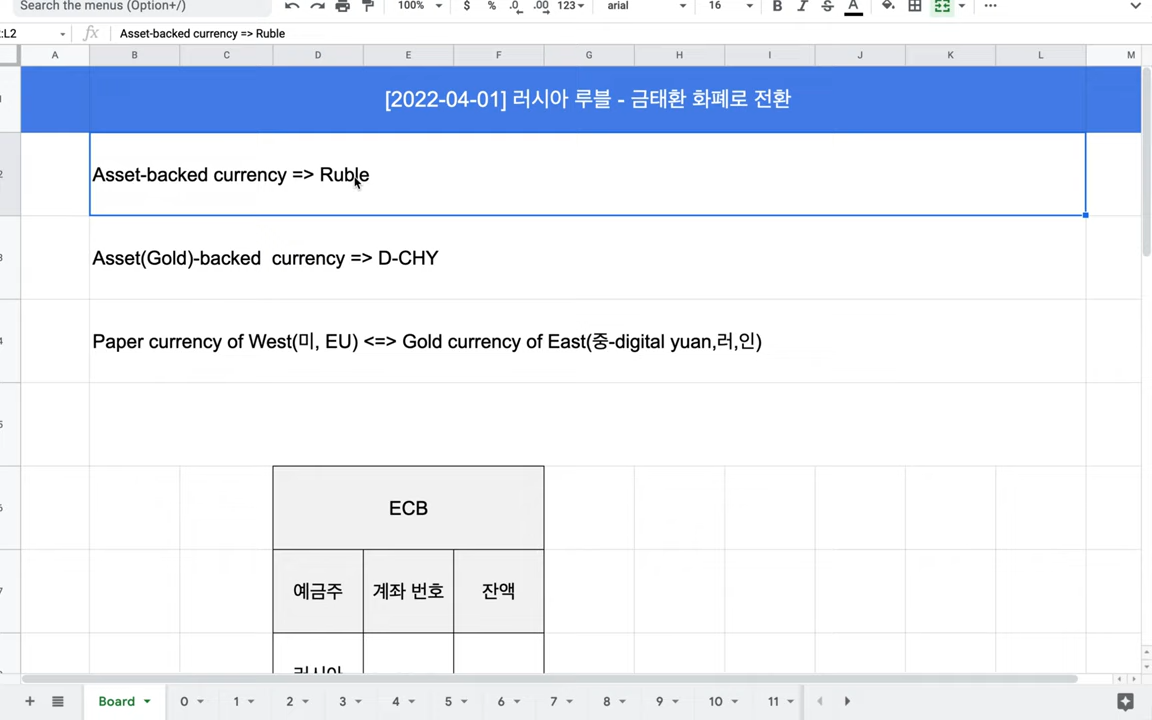 Search the menus (Option+/)
100%
$
%
.0
.00
123
arial
16
B
I
S
A
:L2
fx
Asset-backed currency => Ruble
A
B
C
D
E
F
G
H
I
J
K
L
M
[2022-04-01] 러시아 루블 - 금태환 화폐로 전환
Asset-backed currency => Ruble
Asset(Gold)-backed  currency => D-CHY
Paper currency of West(미, EU) <=> Gold currency of East(중-digital yuan,러,인)
ECB
예금주
계좌 번호
잔액
러시아
Board
0
1
2
3
4
5
6
7
8
9
10
11